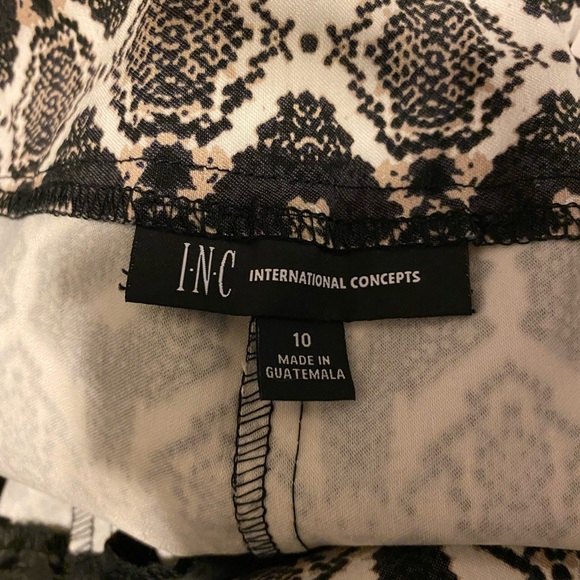 I·N·C INTERNATIONAL CONCEPTS
10
MADE IN
GUATEMALA